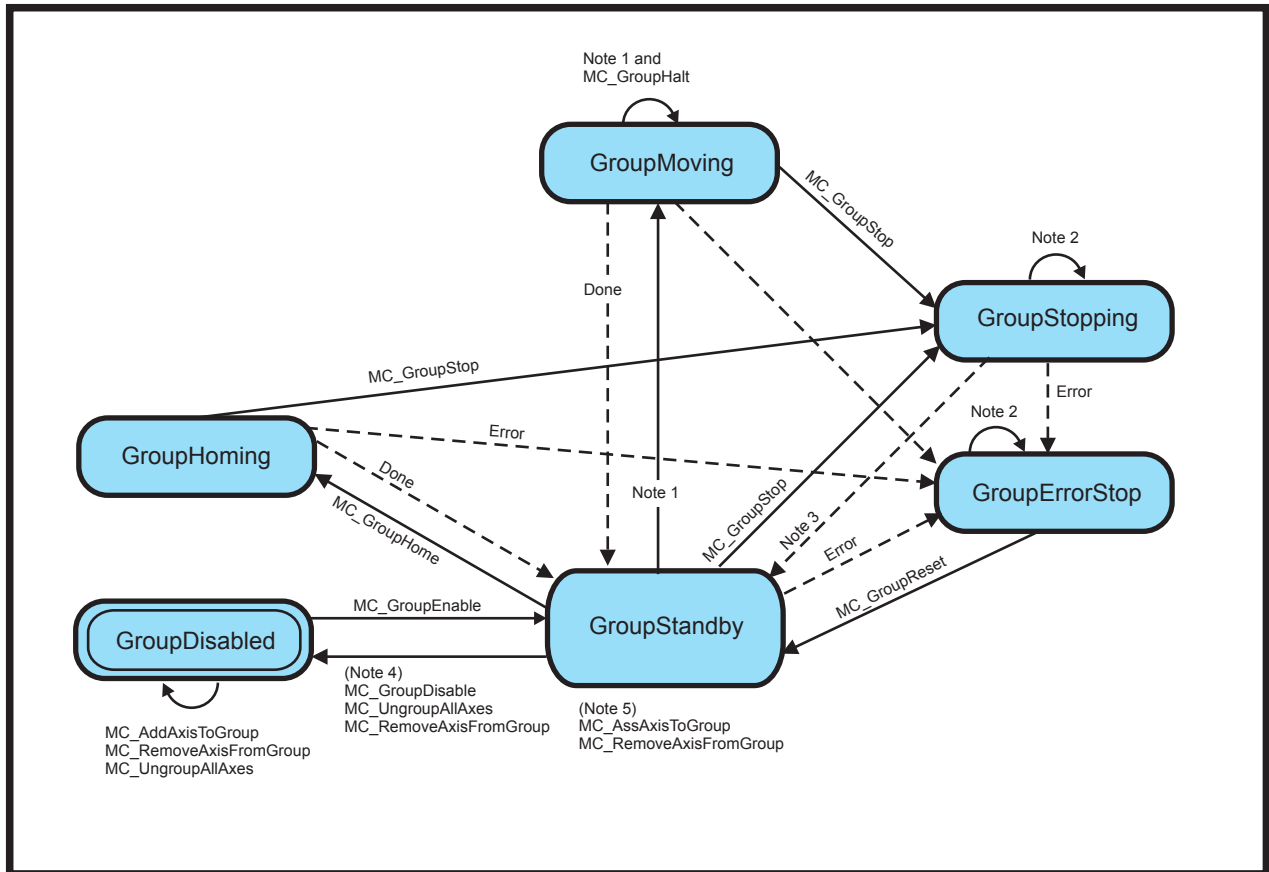 Note 1 and
MC_GroupHalt
GroupMoving
MC_GroupStop
Note 2
Done
GroupStopping
MC_GroupStop
Error
Note 2
GroupHoming
Error
Done
GroupErrorStop
Note 1
MC_GroupStop
Note 3
MC_GroupHome
Error
MC_GroupReset
MC_GroupEnable
GroupDisabled
GroupStandby
(Note 4)
MC_GroupDisable
MC_UngroupAllAxes
MC_RemoveAxisFromGroup
(Note 5)
MC_AssAxisToGroup
MC_RemoveAxisFromGroup
MC_AddAxisToGroup
MC_RemoveAxisFromGroup
MC_UngroupAllAxes